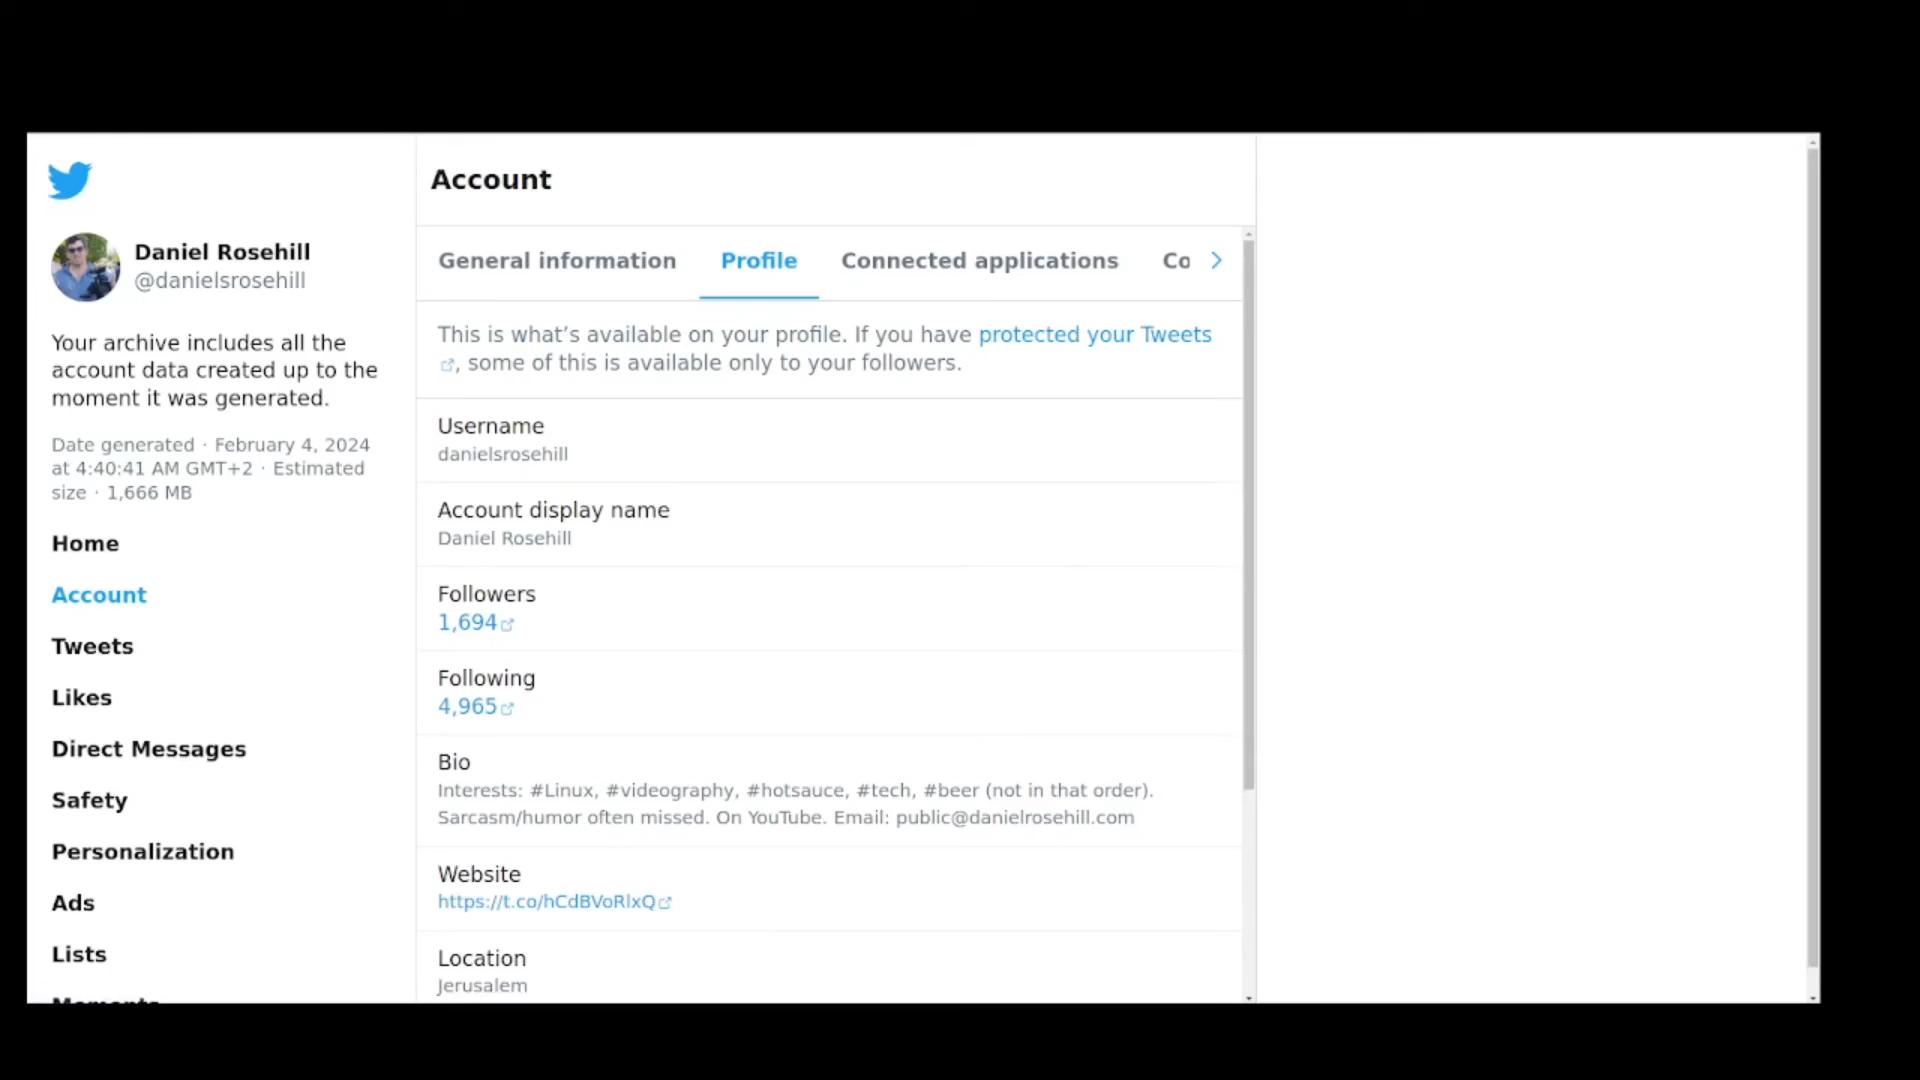 Daniel Rosehill
@danielsrosehill
Your archive includes all the
account data created up to the
moment it was generated.
Date generated · February 4, 2024
at 4:40:41 AM GMT+2 · Estimated
size · 1,666 MB
Home
Account
Tweets
Likes
Direct Messages
Safety
Personalization
Ads
Lists
Moments
Account
General information
Profile
Connected applications
Co
This is what’s available on your profile. If you have protected your Tweets
, some of this is available only to your followers.
Username
danielsrosehill
Account display name
Daniel Rosehill
Followers
1,694
Following
4,965
Bio
Interests: #Linux, #videography, #hotsauce, #tech, #beer (not in that order).
Sarcasm/humor often missed. On YouTube. Email: public@danielrosehill.com
Website
https://t.co/hCdBVoRlxQ
Location
Jerusalem